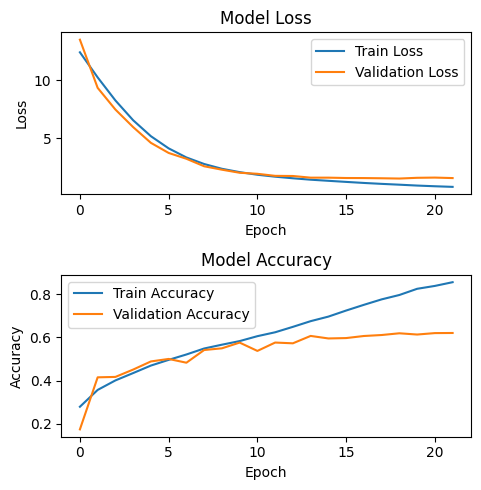 Model Loss
10
5
Loss
Train Loss
Validation Loss
0
5
10
15
20
Epoch
Model Accuracy
0.8
0.6
0.4
0.2
Accuracy
Train Accuracy
Validation Accuracy
0
5
10
15
20
Epoch